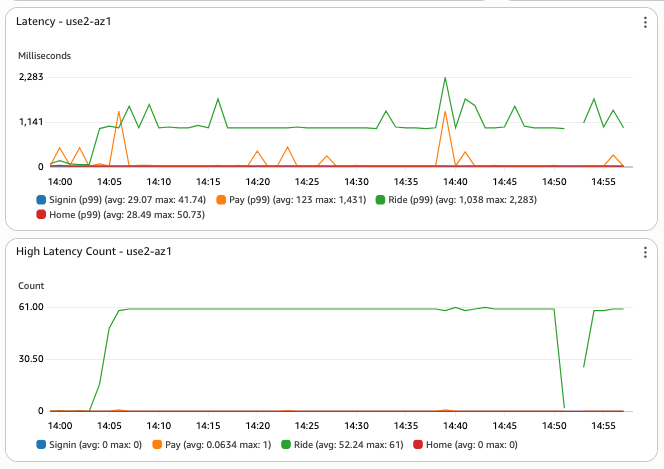 Latency - use2-az1
Milliseconds
2,283
1,141
0
14:00 14:05 14:10 14:15 14:20 14:25 14:30 14:35 14:40 14:45 14:50 14:55
Signin (p99) (avg: 29.07 max: 41.74) Pay (p99) (avg: 123 max: 1,431) Ride (p99) (avg: 1,038 max: 2,283)
Home (p99) (avg: 28.49 max: 50.73)
High Latency Count - use2-az1
Count
61.00
30.50
0
14:00 14:05 14:10 14:15 14:20 14:25 14:30 14:35 14:40 14:45 14:50 14:55
Signin (avg: 0 max: 0) Pay (avg: 0.0634 max: 1) Ride (avg: 52.24 max: 61) Home (avg: 0 max: 0)